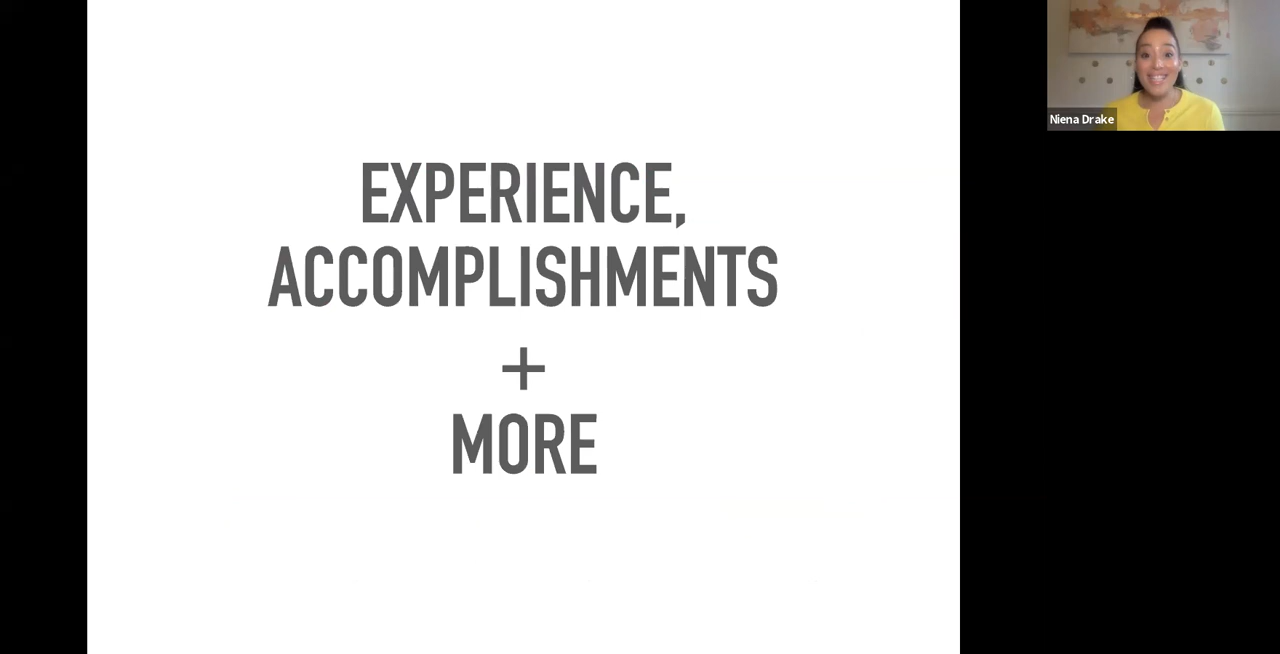 EXPERIENCE,
ACCOMPLISHMENTS
+
MORE
Niena Drake